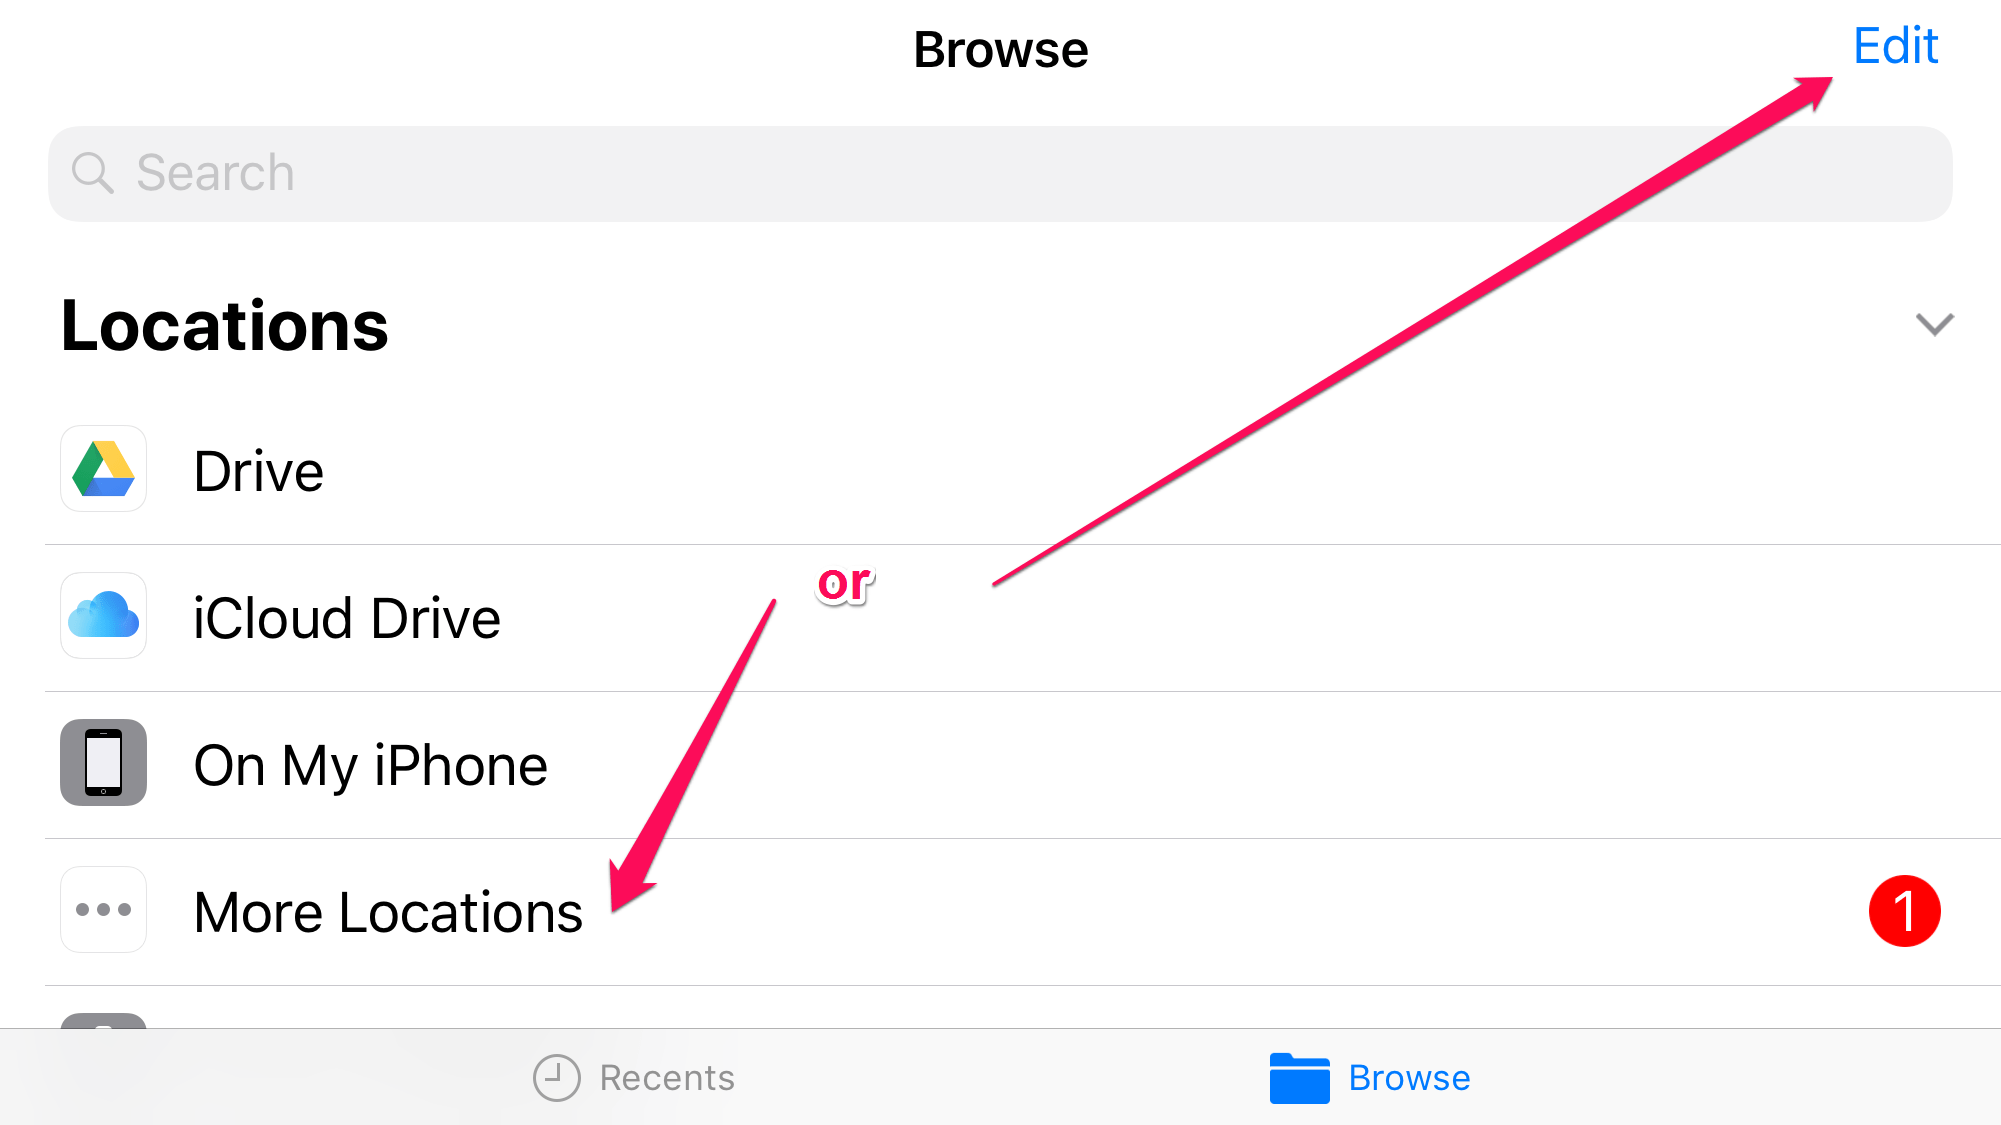 Browse
Edit
Search
Locations
Drive
or
iCloud Drive
On My iPhone
More Locations
1
Recents
Browse